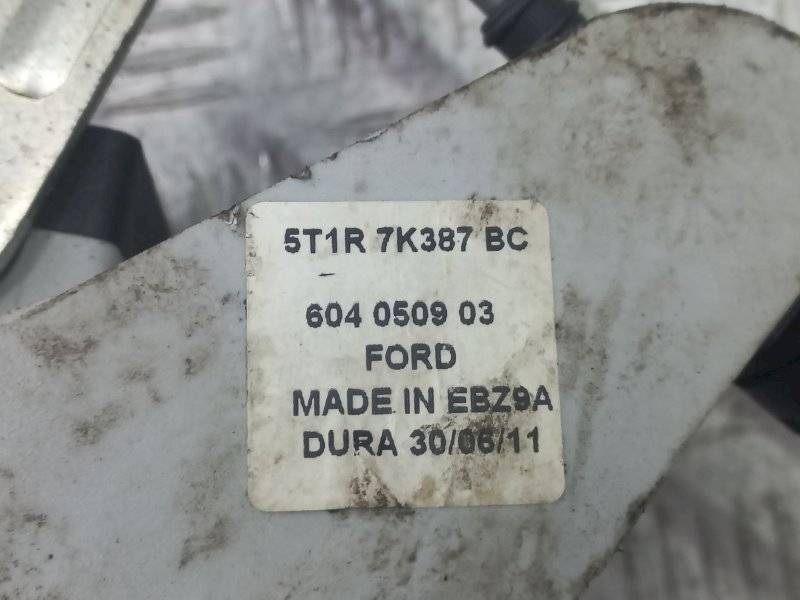 5T1R 7K387 BC
604 0509 03
FORD
MADE IN EBZ9A
DURA 30/06/11